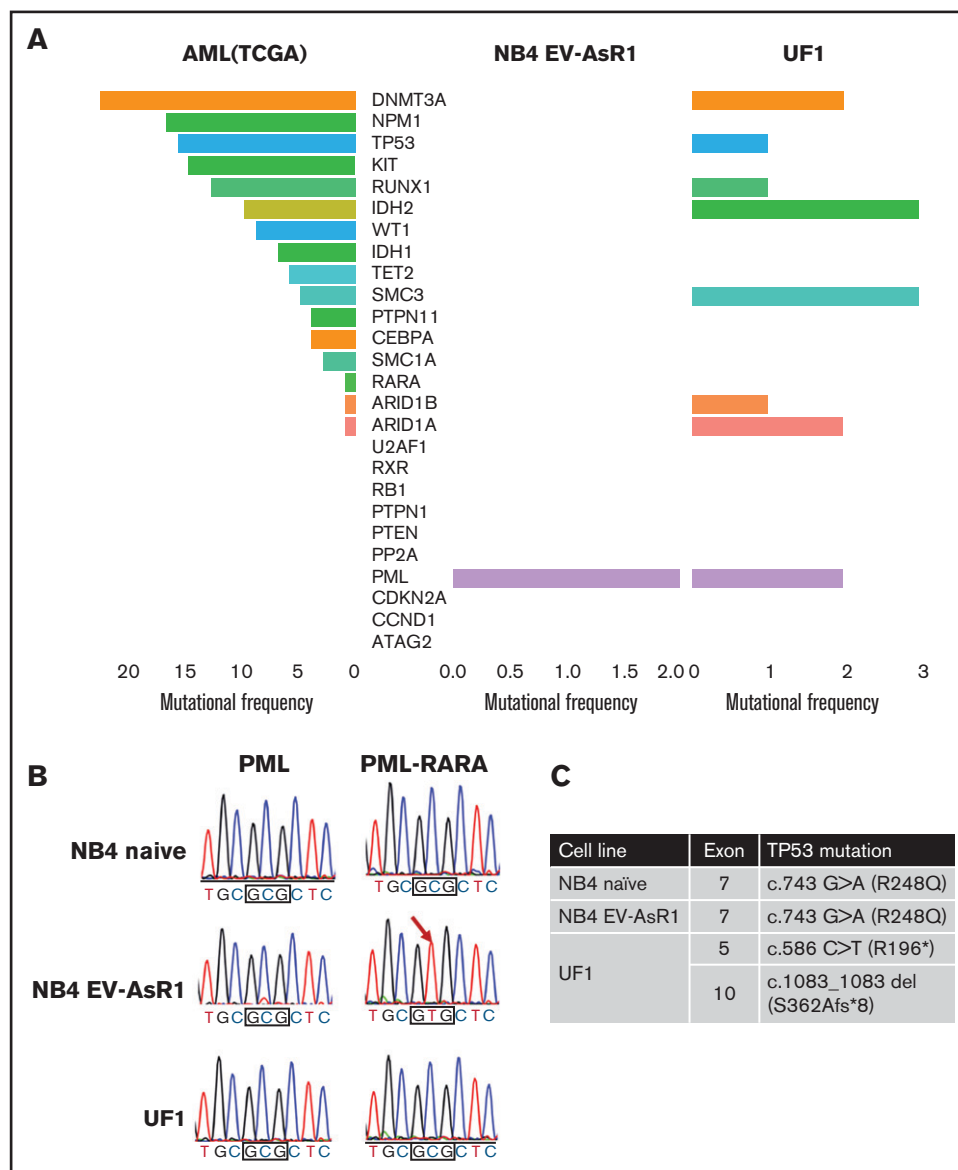 A
AML(TCGA) NB4 EV-AsR1 UF1
DNMT3A
NPM1
TP53
KIT
RUNX1
IDH2
WT1
IDH1
TET2
SMC3
PTPN11
CEBPA
SMC1A
RARA
ARID1B
ARID1A
U2AF1
RXR
RB1
PTPN1
PTEN
PP2A
PML
CDKN2A
CCND1
ATAG2
20 15 10 5 0 0.0 0.5 1.0 1.5 2.0 0 1 2 3
Mutational frequency Mutational frequency Mutational frequency
B
PML PML-RARA
NB4 naive
TGCGCGCTC TGCGCGCTC
NB4 EV-AsR1
TGCGCGCTC TGCGTGCTC
UF1
TGCGCGCTC TGCGCGCTC
C
Cell line Exon TP53 mutation
NB4 naïve 7 c.743 G>A (R248Q)
NB4 EV-AsR1 7 c.743 G>A (R248Q)
UF1 5 c.586 C>T (R196*)
10 c.1083_1083 del
(S362Afs*8)